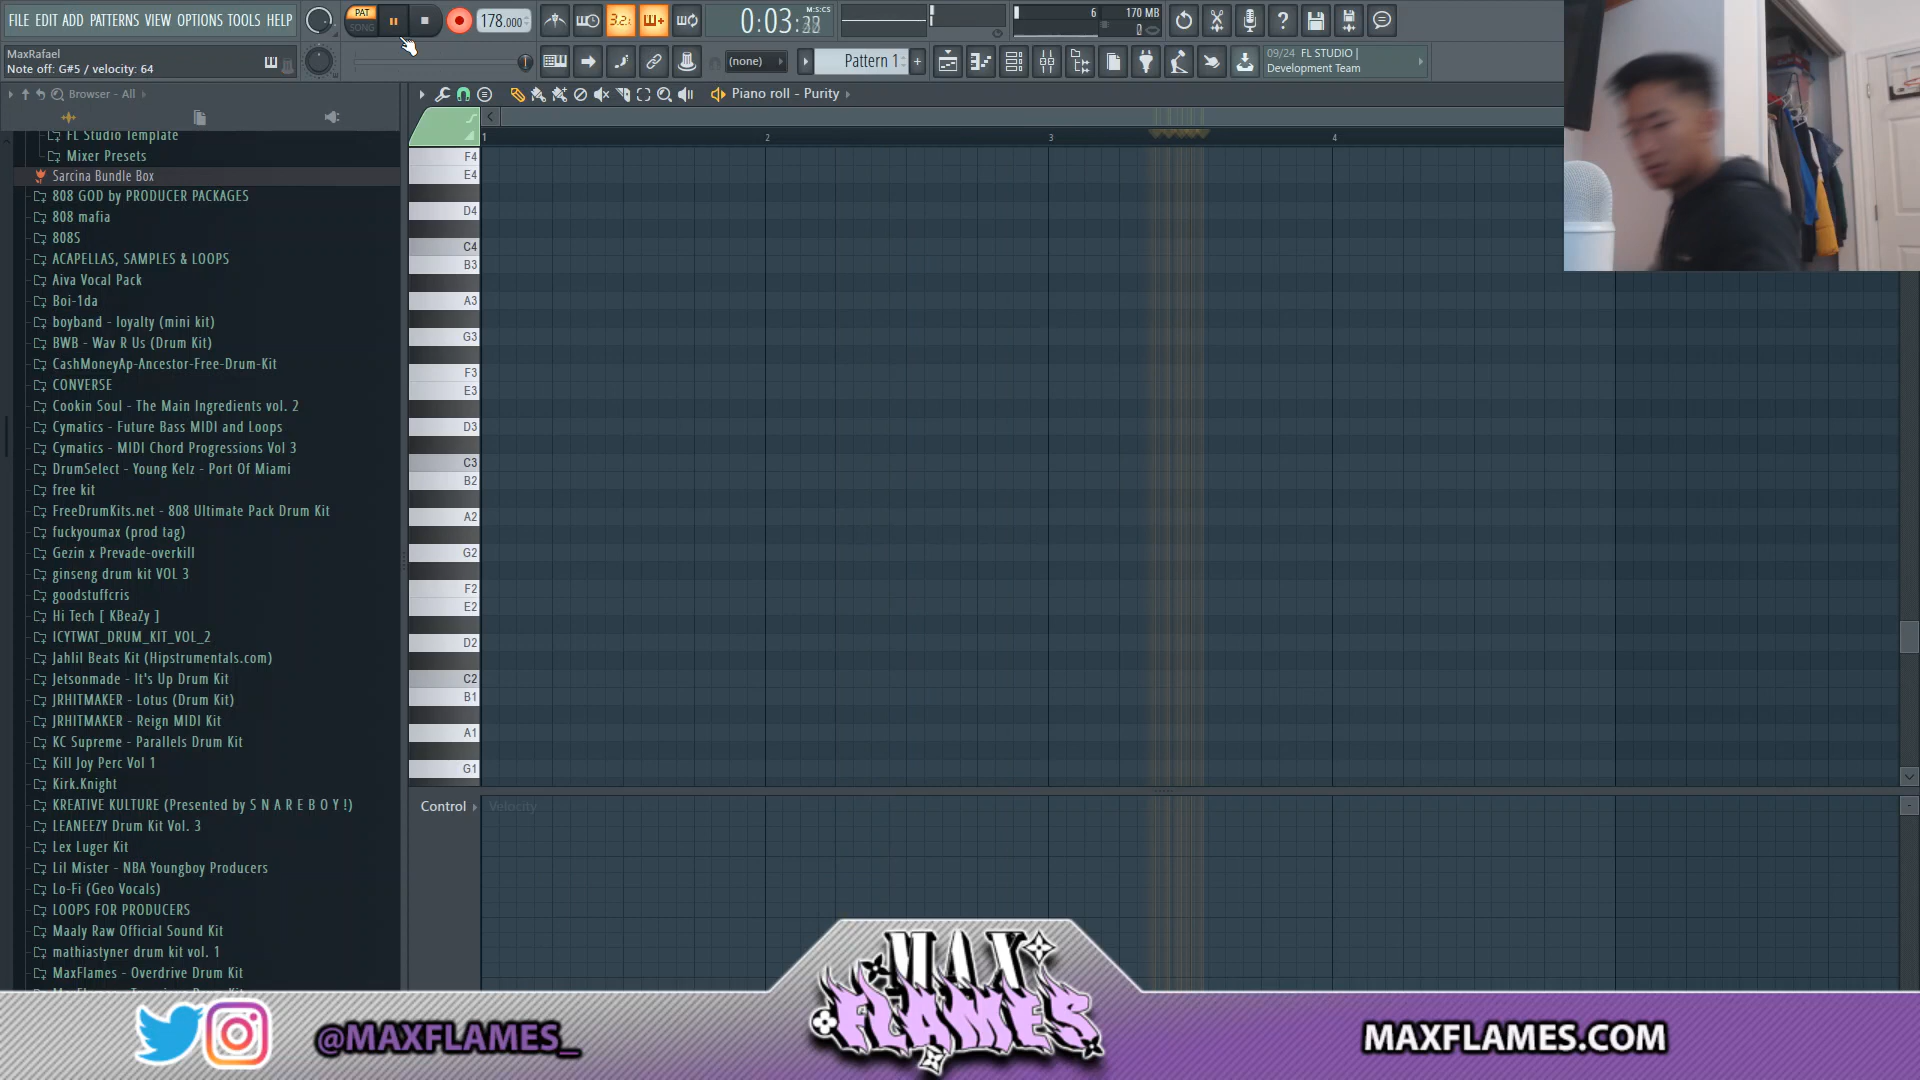 FILE EDIT ADD PATTERNS VIEW OPTIONS TOOLS HELP
PAT
SONG
178.000
3.2.
M:S:CS
6
170 MB
0
MaxRafael
Note off: G#5 / velocity: 64
(none)
Pattern 1
09/24 FL STUDIO |
Development Team
Browser - All
Piano roll - Purity
1
2
3
4
FL Studio Template
Mixer Presets
Sarcina Bundle Box
808 GOD by PRODUCER PACKAGES
808 mafia
808S
ACAPELLAS, SAMPLES & LOOPS
Aiva Vocal Pack
Boi-1da
boyband - loyalty (mini kit)
BWB - Wav R Us (Drum Kit)
CashMoneyAp-Ancestor-Free-Drum-Kit
CONVERSE
Cookin Soul - The Main Ingredients vol. 2
Cymatics - Future Bass MIDI and Loops
Cymatics - MIDI Chord Progressions Vol 3
DrumSelect - Young Kelz - Port Of Miami
free kit
FreeDrumKits.net - 808 Ultimate Pack Drum Kit
fuckyoumax (prod tag)
Gezin x Prevade-overkill
ginseng drum kit VOL 3
goodstuffcris
Hi Tech [ KBeaZy ]
ICYTWAT_DRUM_KIT_VOL_2
Jahlil Beats Kit (Hipstrumentals.com)
Jetsonmade - It's Up Drum Kit
JRHITMAKER - Lotus (Drum Kit)
JRHITMAKER - Reign MIDI Kit
KC Supreme - Parallels Drum Kit
Kill Joy Perc Vol 1
Kirk.Knight
KREATIVE KULTURE (Presented by S N A R E B O Y !)
LEANEEZY Drum Kit Vol. 3
Lex Luger Kit
Lil Mister - NBA Youngboy Producers
Lo-Fi (Geo Vocals)
LOOPS FOR PRODUCERS
Maaly Raw Official Sound Kit
mathiastyner drum kit vol. 1
MaxFlames - Overdrive Drum Kit
F4
E4
D4
C4
B3
A3
G3
F3
E3
D3
C3
B2
A2
G2
F2
E2
D2
C2
B1
A1
G1
Control
Velocity
@MAXFLAMES_
MAX
FLAMES
MAXFLAMES.COM